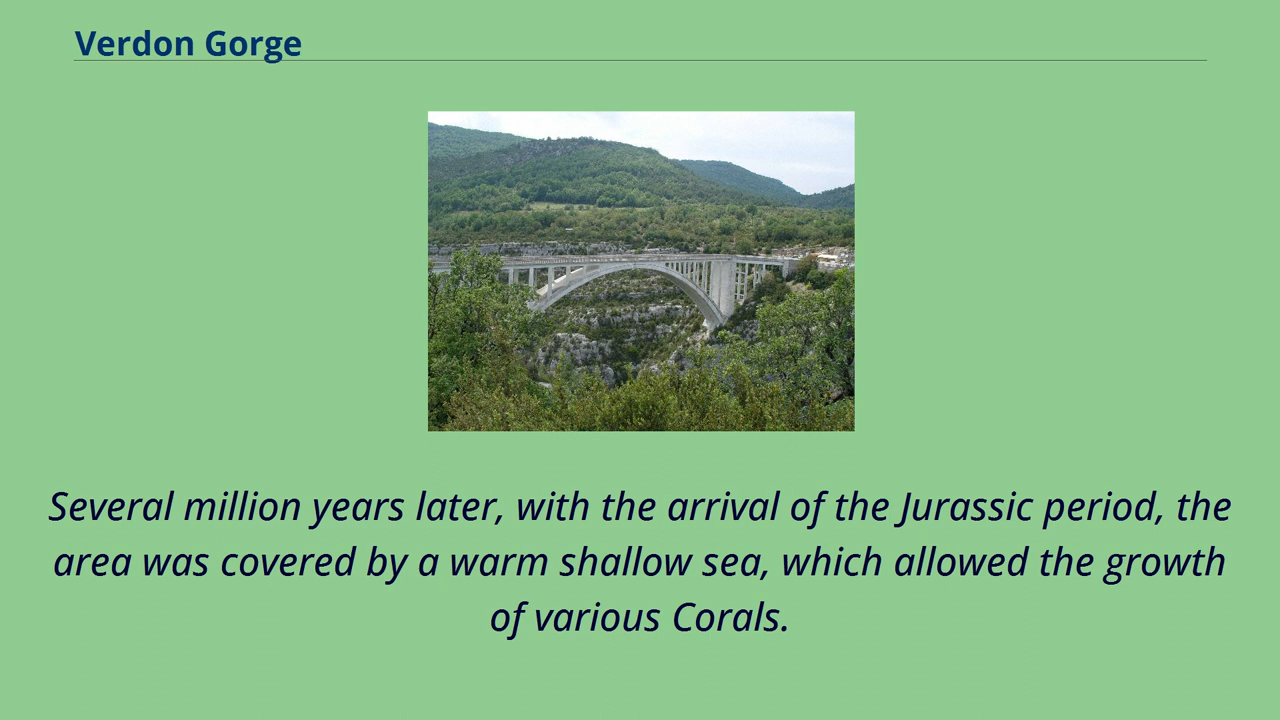 Verdon Gorge
Several million years later, with the arrival of the Jurassic period, the
area was covered by a warm shallow sea, which allowed the growth
of various Corals.